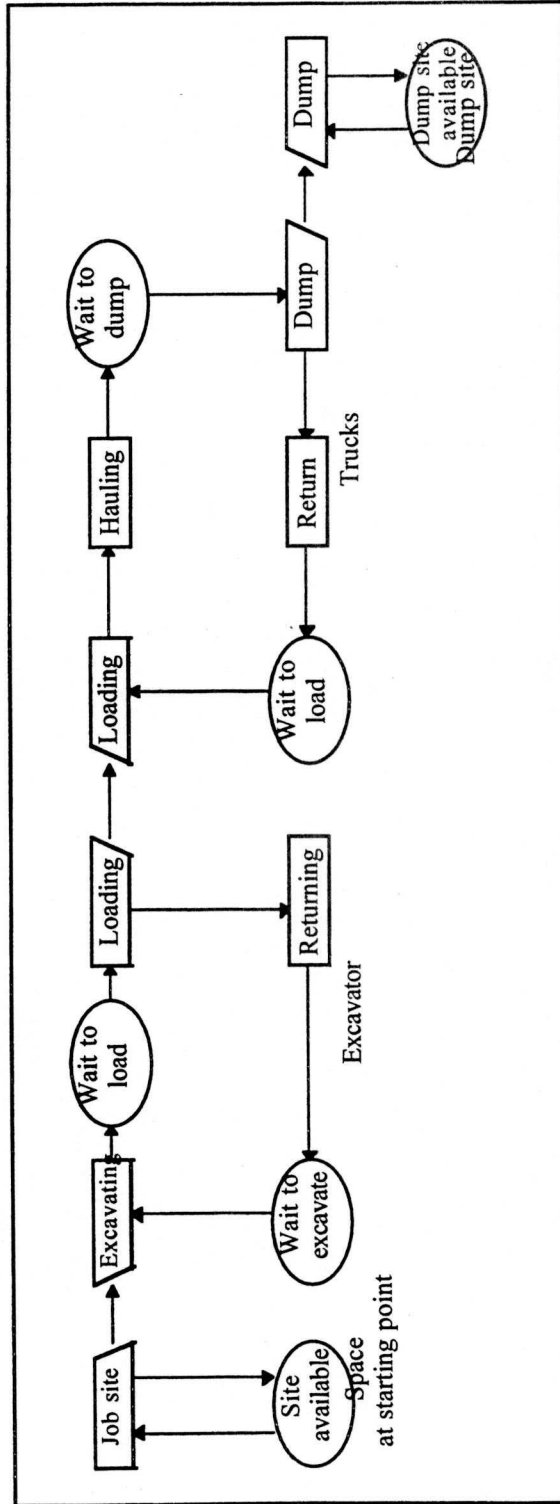 Job site
Excavating
Wait to
load
Loading
Loading
Hauling
Wait to
dump
Site
available
Space
at starting point
Wait to
excavate
Returning
Excavator
Wait to
load
Return
Trucks
Dump
Dump
Dump site
available
Dump site